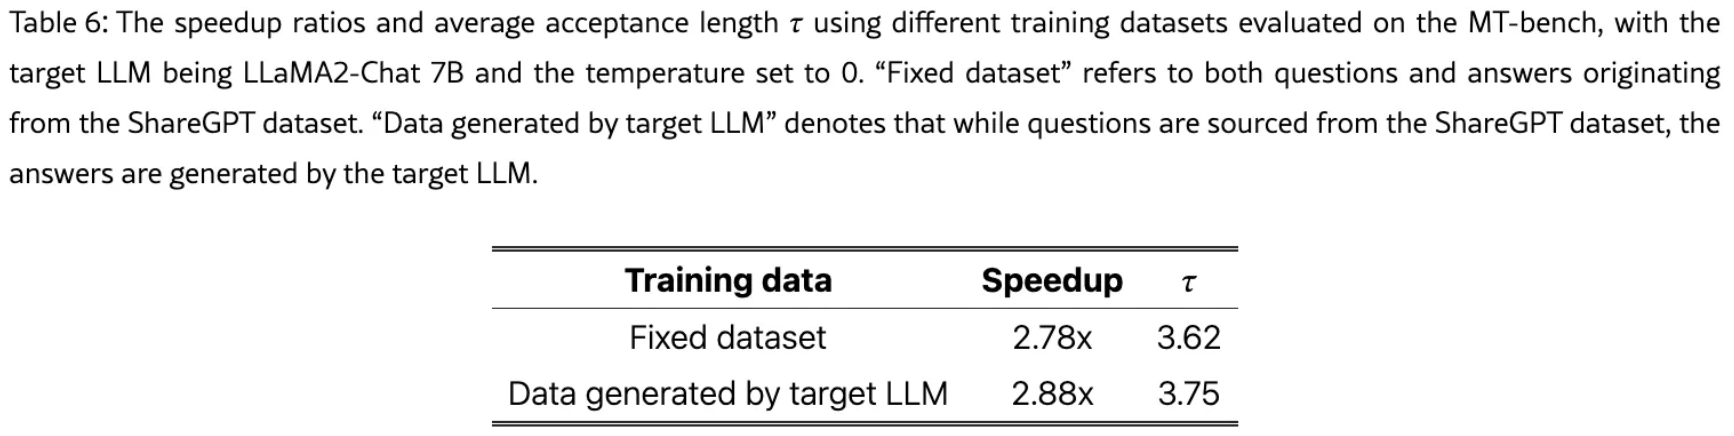 Table 6: The speedup ratios and average acceptance length τ using different training datasets evaluated on the MT-bench, with the
target LLM being LLaMA2-Chat 7B and the temperature set to 0. “Fixed dataset” refers to both questions and answers originating
from the ShareGPT dataset. “Data generated by target LLM” denotes that while questions are sourced from the ShareGPT dataset, the
answers are generated by the target LLM.
Training data Speedup τ
Fixed dataset 2.78x 3.62
Data generated by target LLM 2.88x 3.75